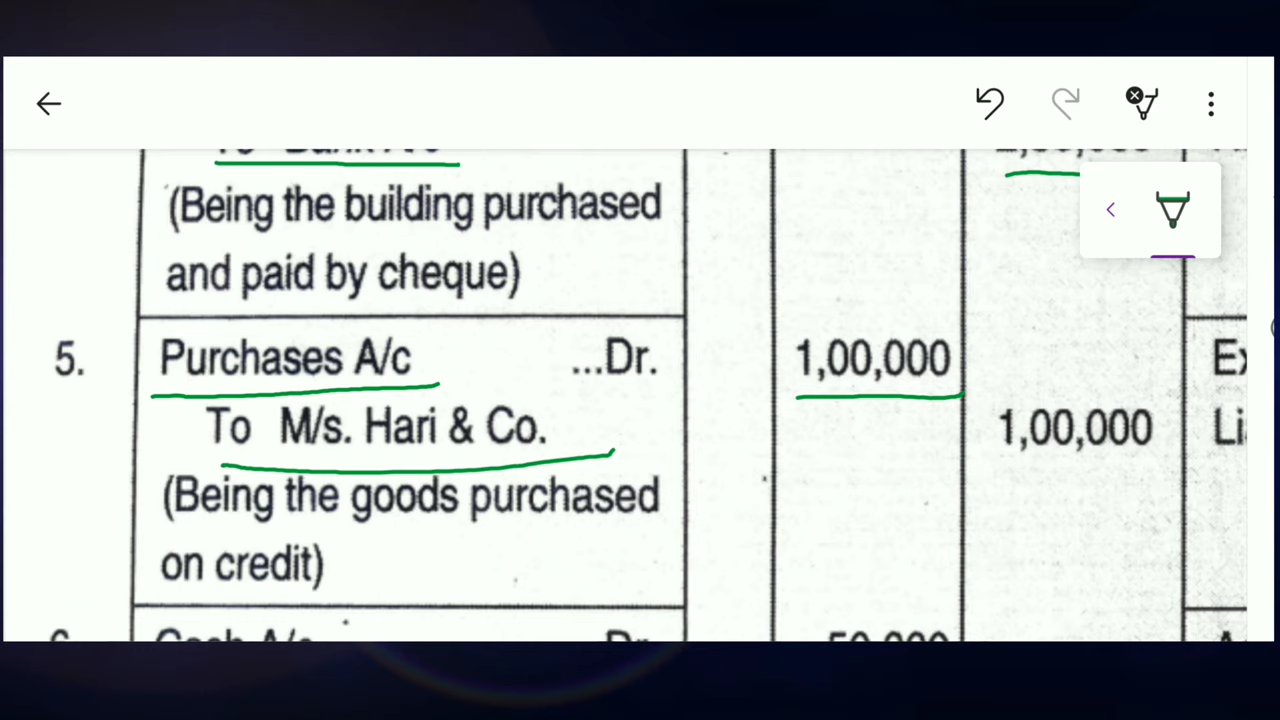 (Being the building purchased
and paid by cheque)
5. Purchases A/c ...Dr. 1,00,000
To M/s. Hari & Co. 1,00,000
(Being the goods purchased
on credit)